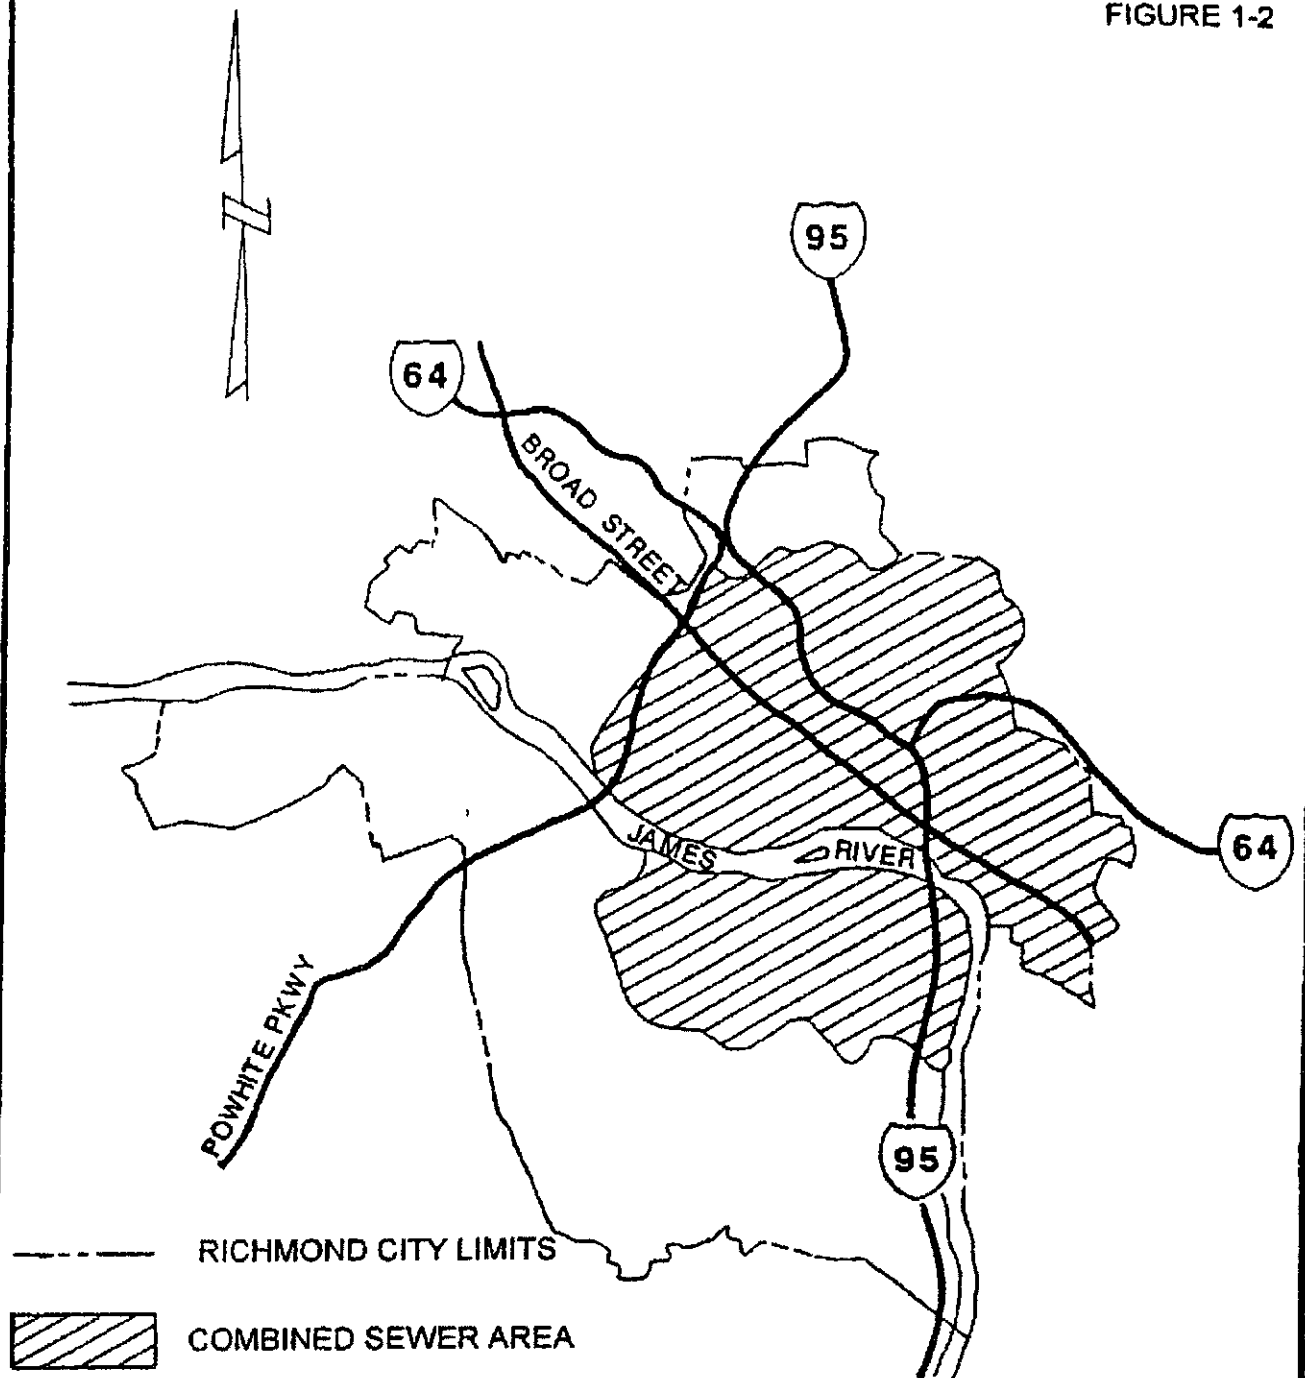 FIGURE 1-2
95
64
BROAD STREET
JAMES
RIVER
64
POWHITE PKWY
95
RICHMOND CITY LIMITS
COMBINED SEWER AREA